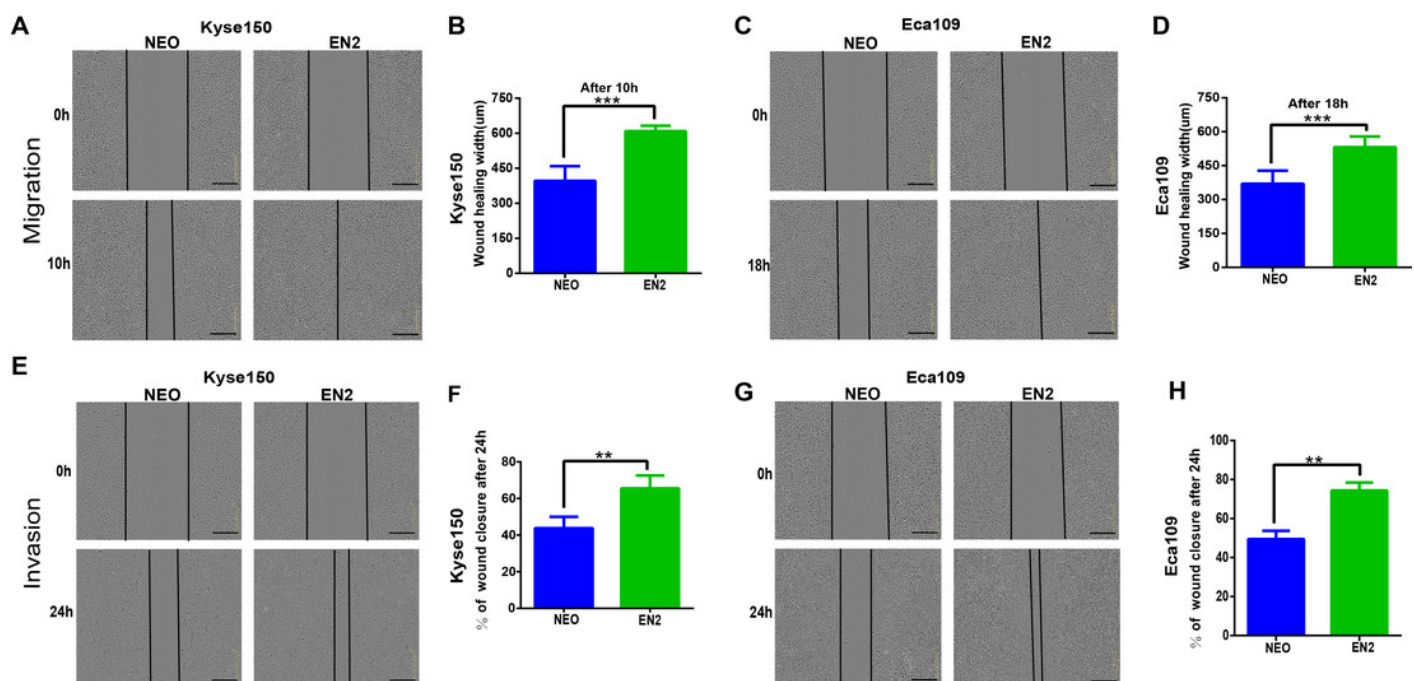 A
Kyse150
NEO
EN2
Migration
0h
10h
B
After 10h
***
Kyse150
Wound healing width(um)
750
600
450
300
150
0
NEO
EN2
C
Eca109
NEO
EN2
0h
18h
D
After 18h
***
Eca109
Wound healing width(um)
750
600
450
300
150
0
NEO
EN2
E
Kyse150
NEO
EN2
Invasion
0h
24h
F
**
Kyse150
% of wound closure after 24h
80
60
40
20
0
NEO
EN2
G
Eca109
NEO
EN2
0h
24h
H
**
Eca109
% of wound closure after 24h
100
80
60
40
20
0
NEO
EN2